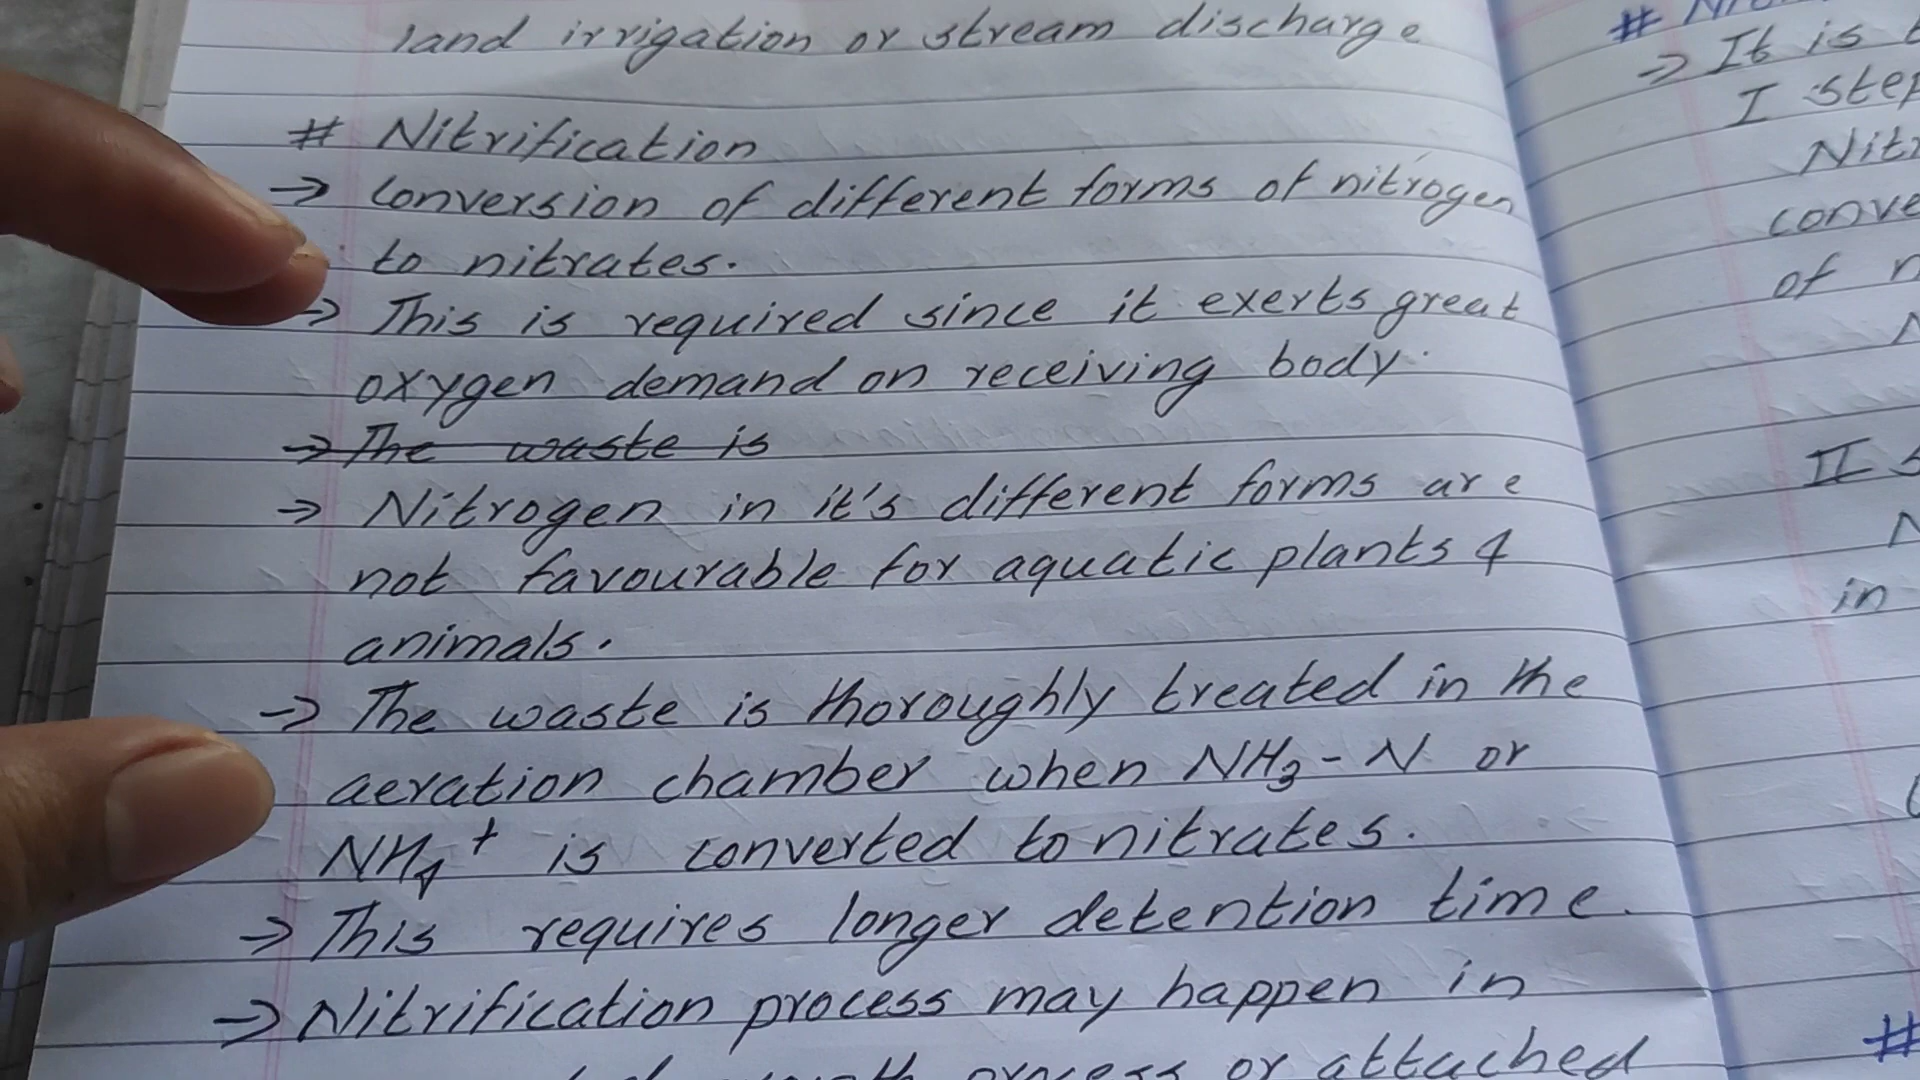 land irrigation or stream discharge
# Nitrification
→ Conversion of different forms of nitrogen
to nitrates.
→ This is required since it exerts great
oxygen demand on receiving body.
→ The waste is
→ Nitrogen in it's different forms are
not favourable for aquatic plants &
animals.
→ The waste is thoroughly treated in the
aeration chamber when NH3-N or
NH4+ is converted to nitrates.
→ This requires longer detention time.
→ Nitrification process may happen in
process or attached
#
→ It is
I step
conve
of
II
in
#